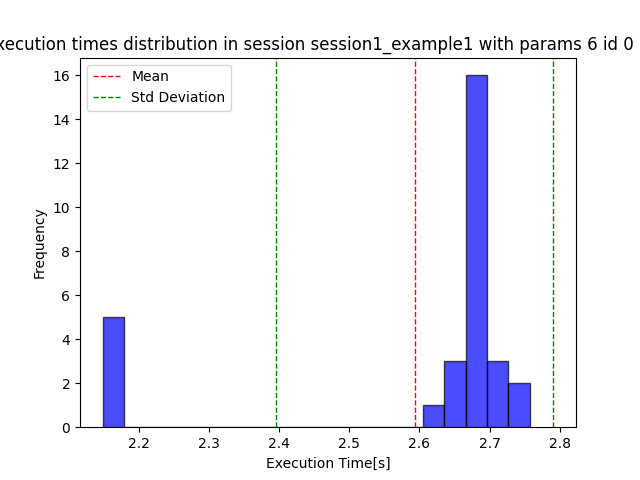 xecution times distribution in session session1_example1 with params 6 id 0
Mean
Std Deviation
16
14
12
10
8
6
4
2
0
Frequency
2.2 2.3 2.4 2.5 2.6 2.7 2.8
Execution Time[s]